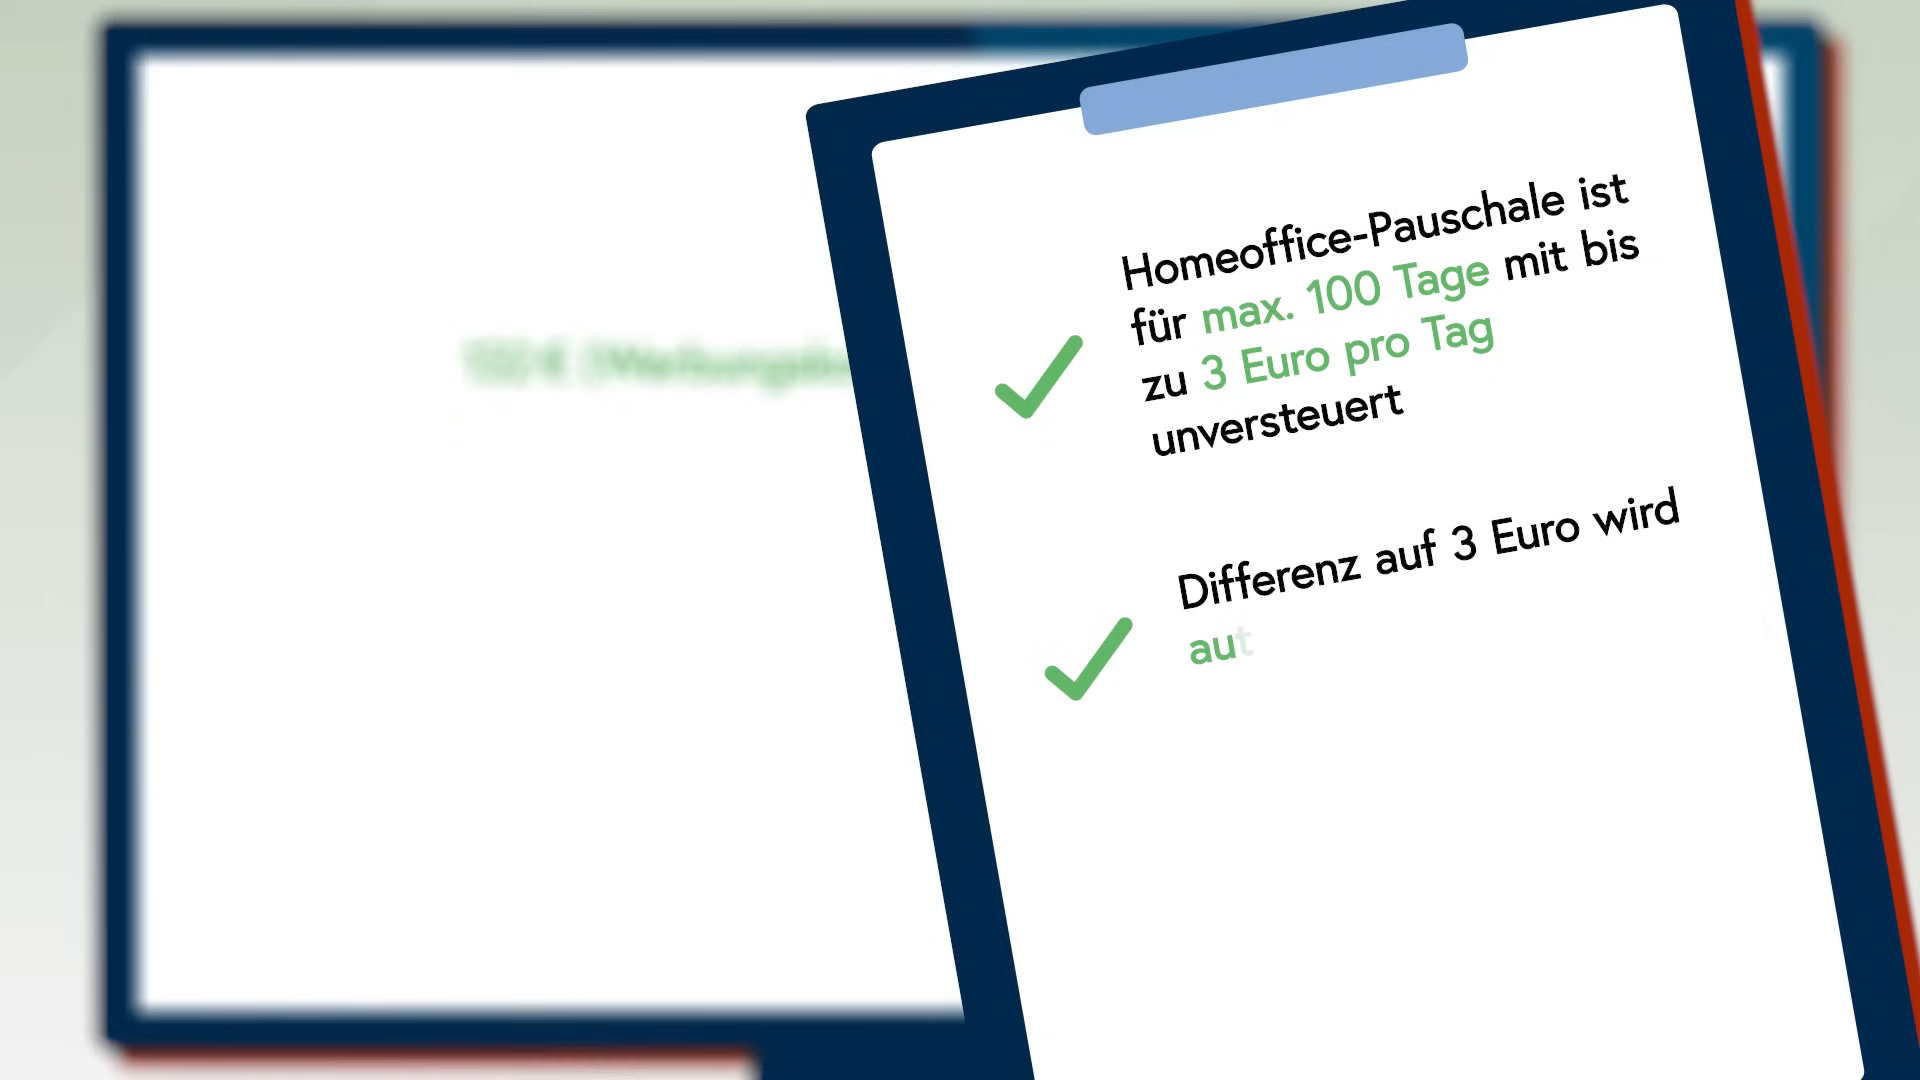 Homeoffice-Pauschale ist
für max. 100 Tage mit bis
zu 3 Euro pro Tag
unversteuert
Differenz auf 3 Euro wird
aut